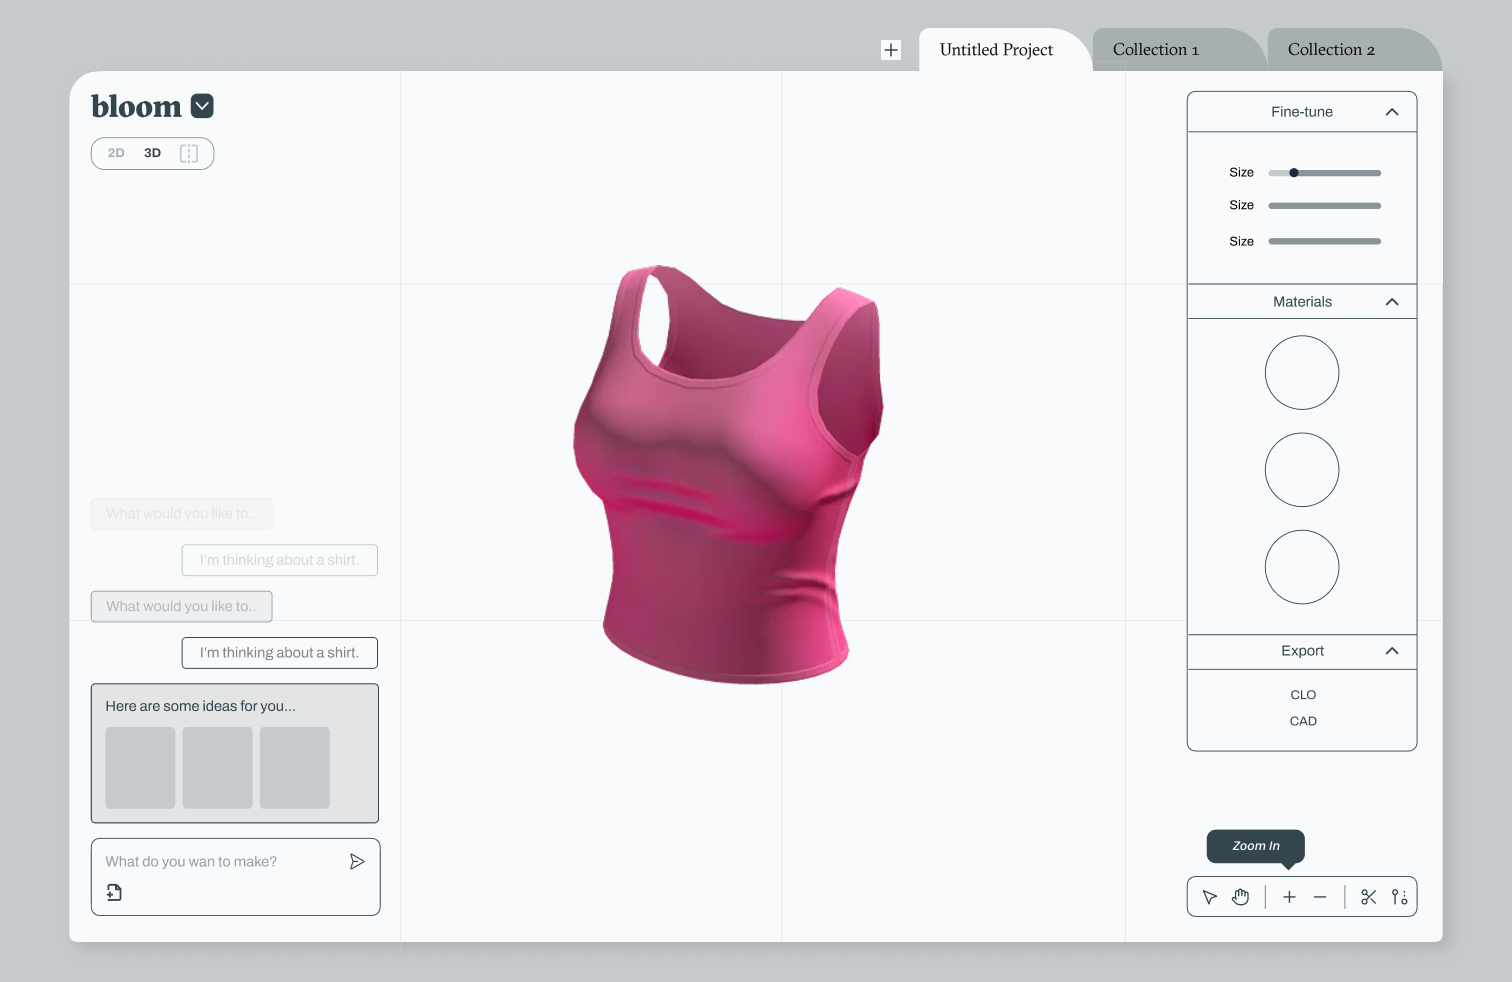 Untitled Project
Collection 1
Collection 2
bloom
2D 3D
Fine-tune
Size
Size
Size
Materials
What would you like to..
I'm thinking about a shirt.
What would you like to..
I'm thinking about a shirt.
Here are some ideas for you...
What do you wan to make?
Export
CLO
CAD
Zoom In